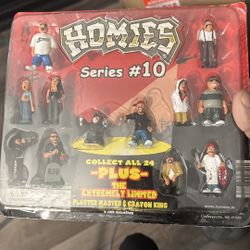 HOMIES
Series #10
COLLECT ALL 24
-PLUS-
THE
EXTREMELY LIMITED
PLASTER MASTER & CRAYON KING